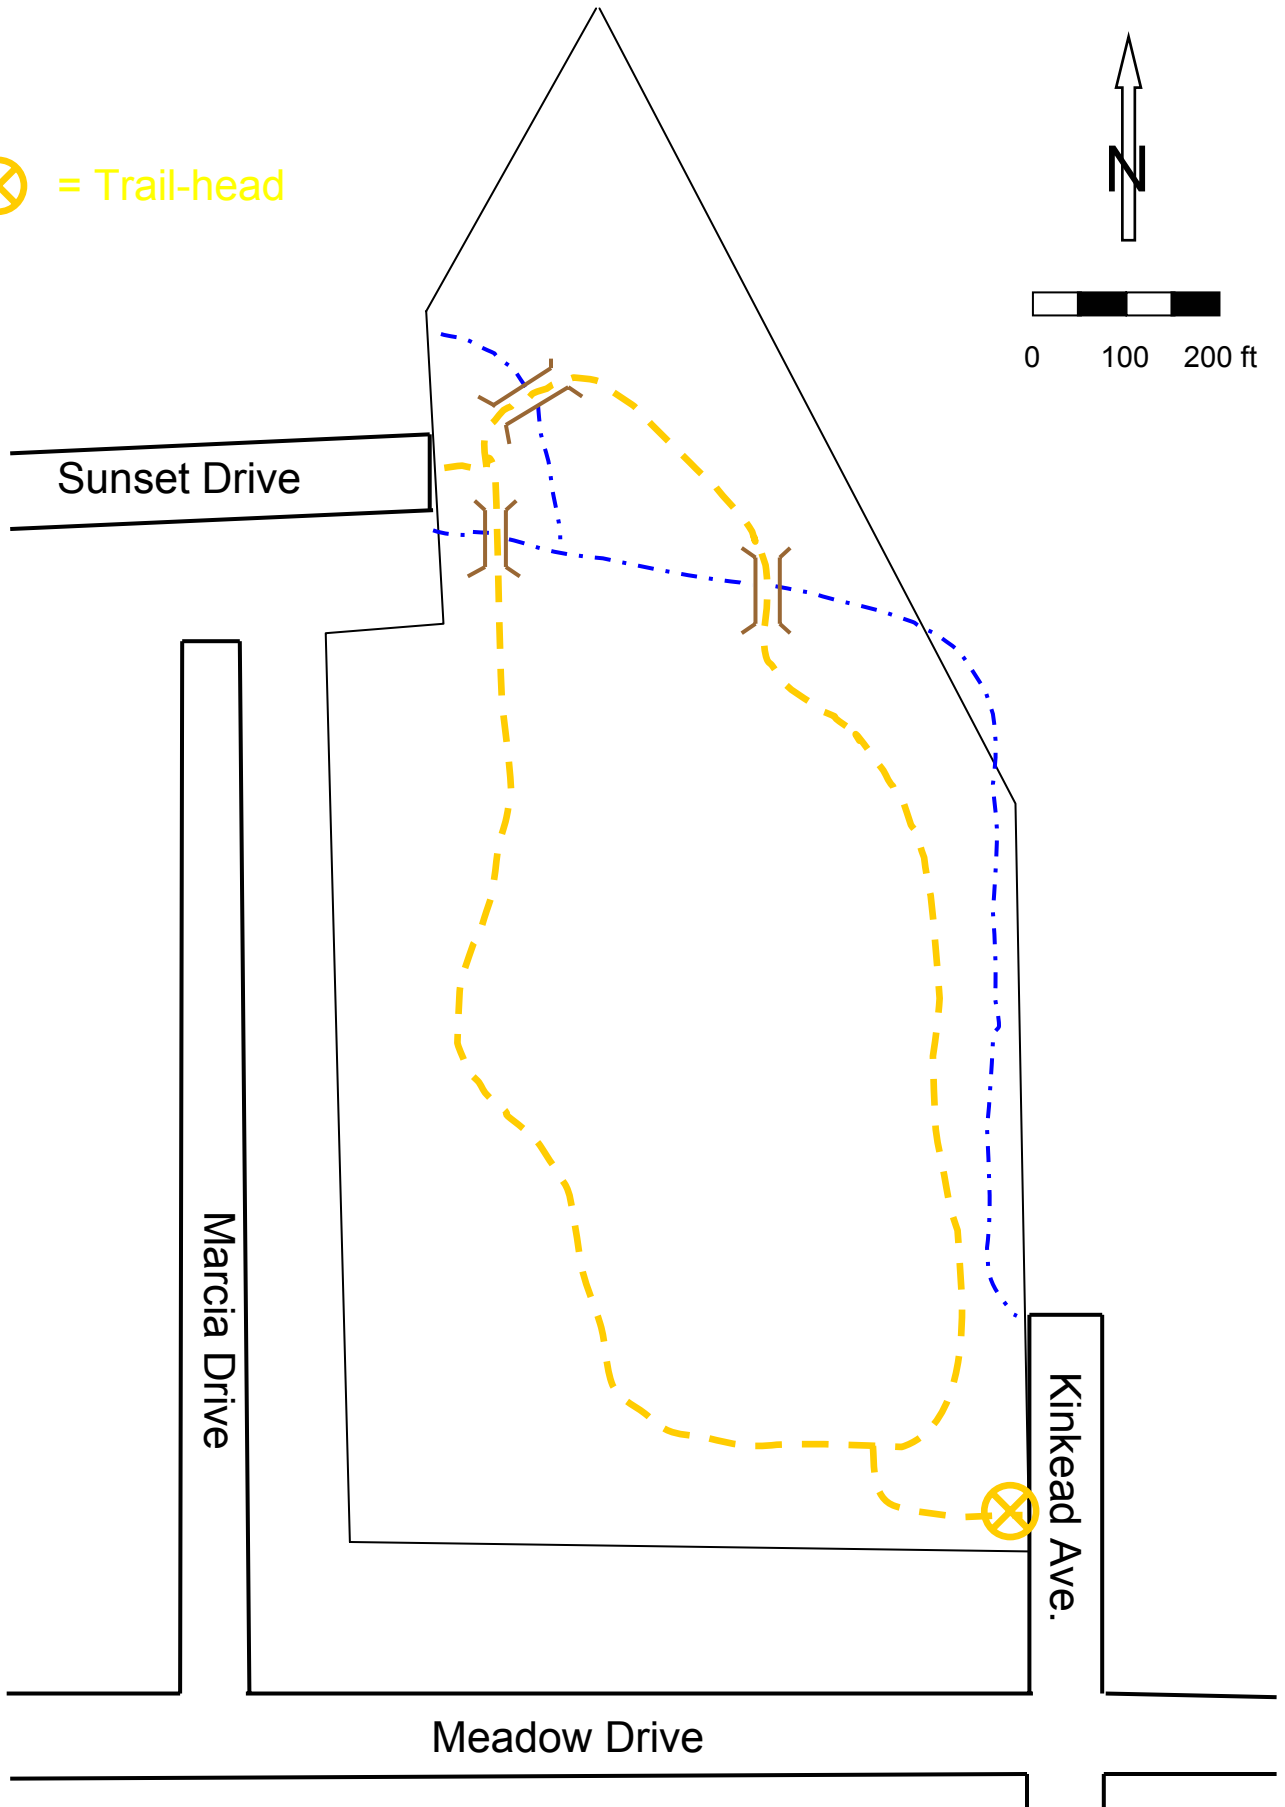 N
= Trail-head
0 100 200 ft
Sunset Drive
Marcia Drive
Kinkead Ave.
Meadow Drive